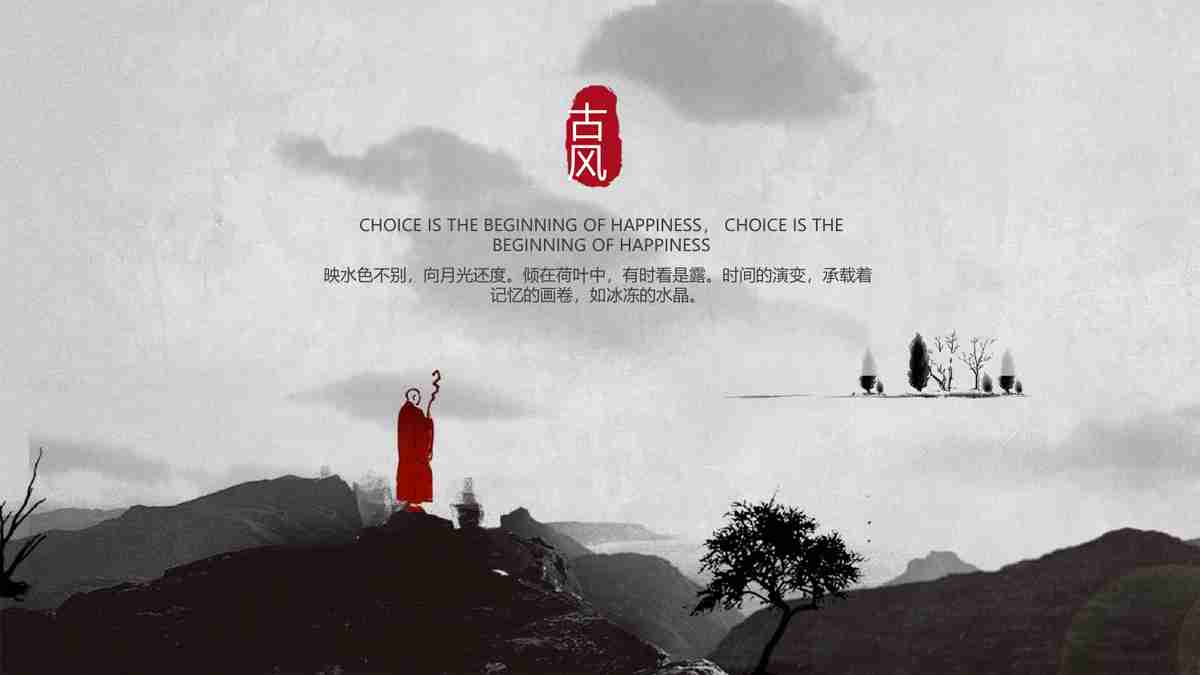 古风
CHOICE IS THE BEGINNING OF HAPPINESS， CHOICE IS THE
BEGINNING OF HAPPINESS
映水色不别，向月光还度。倾在荷叶中，有时看是露。时间的演变，承载着
记忆的画卷，如冰冻的水晶。